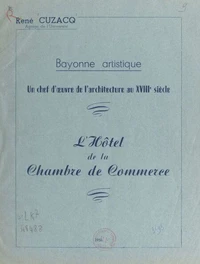 René CUZACQ
Bayonne artistique
Un chef d'œuvre de l'architecture au XVIIIᵉ siècle
L'Hôtel
de la
Chambre de Commerce